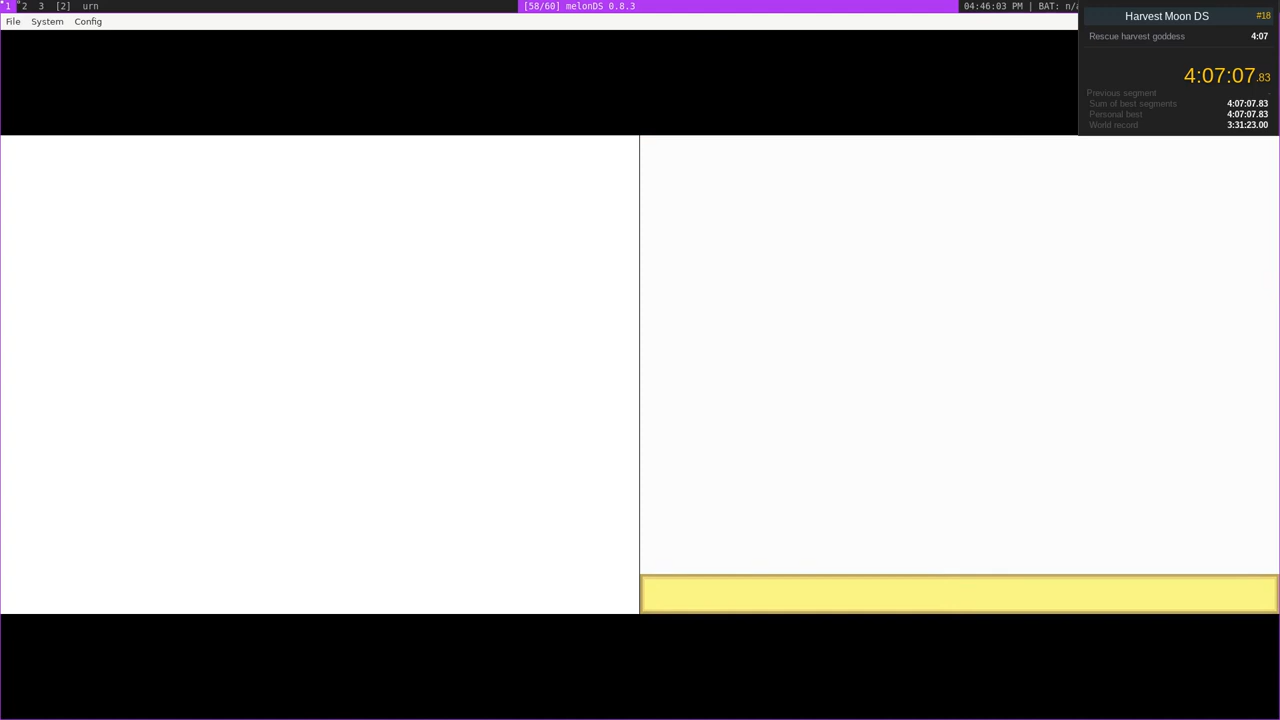 1 2 3 [2] urn [58/60] melonDS 0.8.3 04:46:03 PM | BAT: n/a
File System Config
Harvest Moon DS #18
Rescue harvest goddess 4:07
4:07:07.83
Previous segment -
Sum of best segments 4:07:07.83
Personal best 4:07:07.83
World record 3:31:23.00